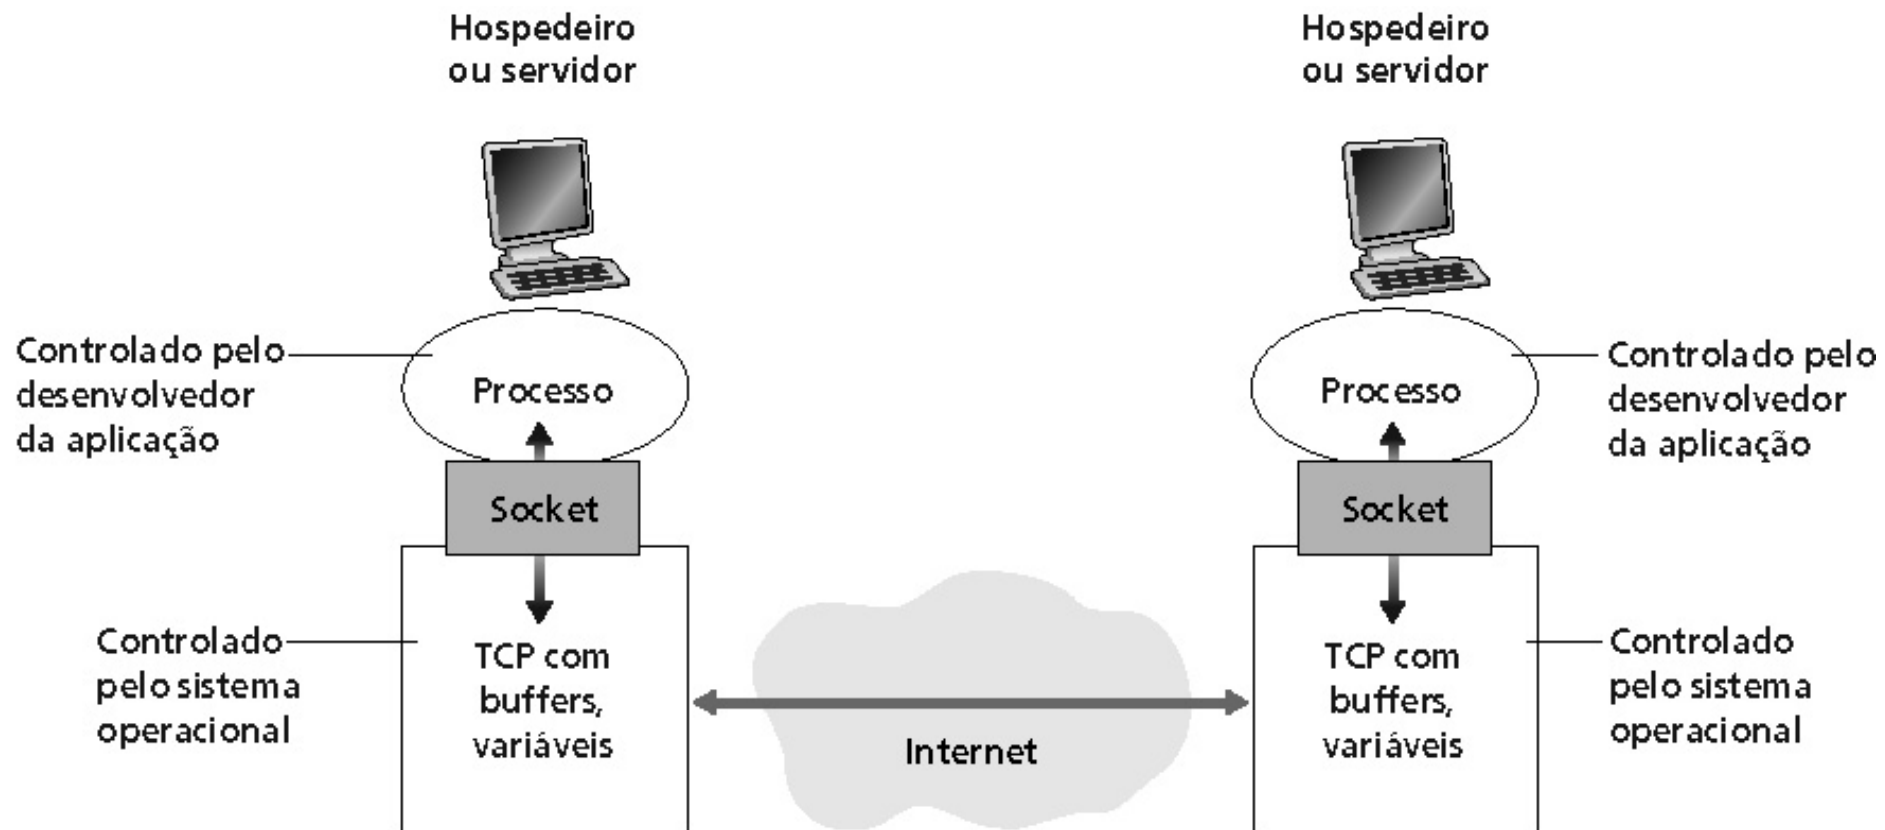 Hospedeiro
ou servidor
Hospedeiro
ou servidor
Controlado pelo
desenvolvedor
da aplicação
Processo
Processo
Controlado pelo
desenvolvedor
da aplicação
Socket
Socket
Controlado
pelo sistema
operacional
TCP com
buffers,
variáveis
Internet
TCP com
buffers,
variáveis
Controlado
pelo sistema
operacional